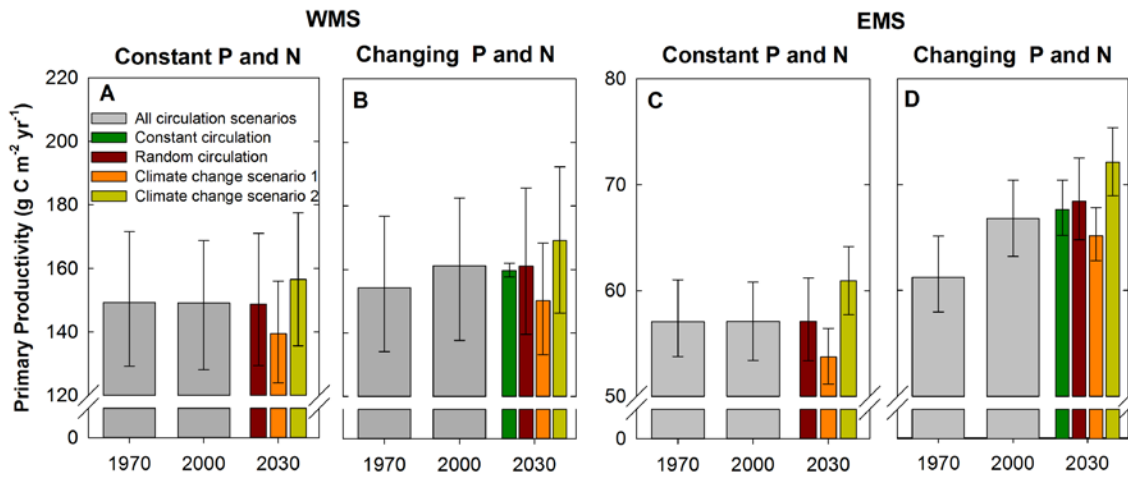 WMS
EMS
Constant P and N
Changing P and N
Constant P and N
Changing P and N
Primary Productivity (g C m⁻² yr⁻¹)
220
200
180
160
140
120
0
A
All circulation scenarios
Constant circulation
Random circulation
Climate change scenario 1
Climate change scenario 2
1970
2000
2030
B
1970
2000
2030
80
70
60
50
0
C
1970
2000
2030
D
1970
2000
2030